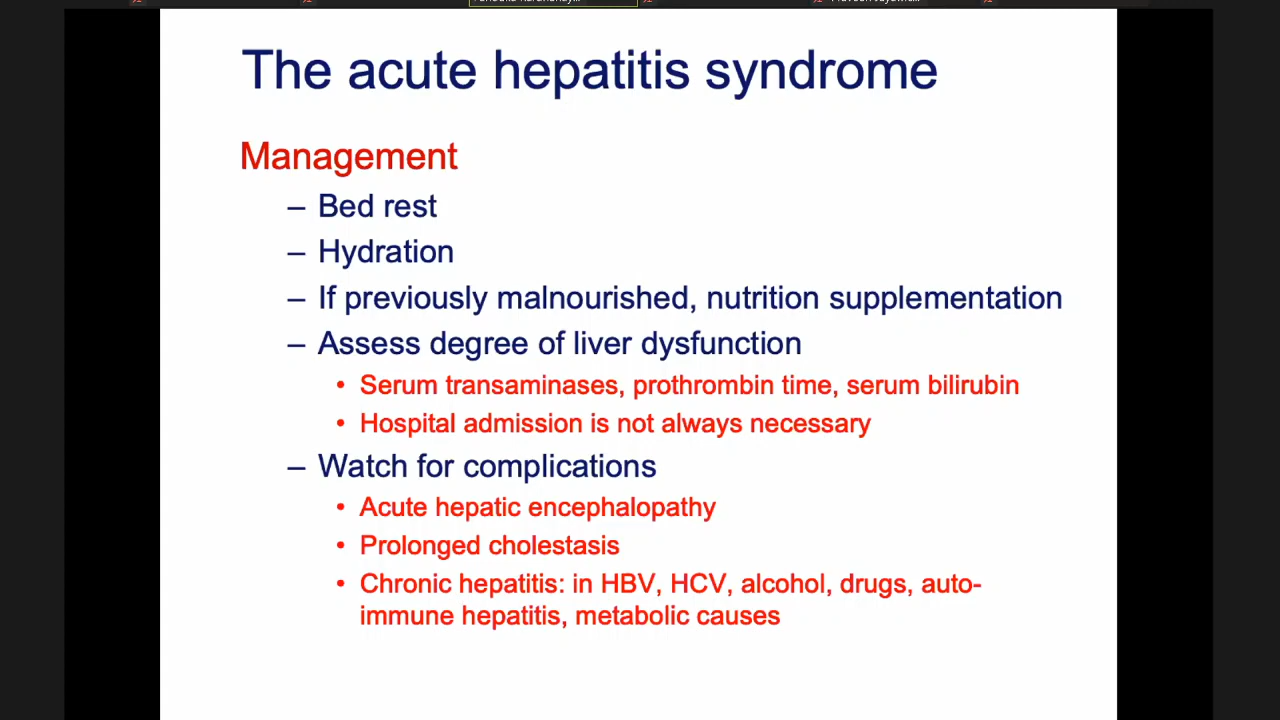 The acute hepatitis syndrome
Management
– Bed rest
– Hydration
– If previously malnourished, nutrition supplementation
– Assess degree of liver dysfunction
• Serum transaminases, prothrombin time, serum bilirubin
• Hospital admission is not always necessary
– Watch for complications
• Acute hepatic encephalopathy
• Prolonged cholestasis
• Chronic hepatitis: in HBV, HCV, alcohol, drugs, auto-
immune hepatitis, metabolic causes